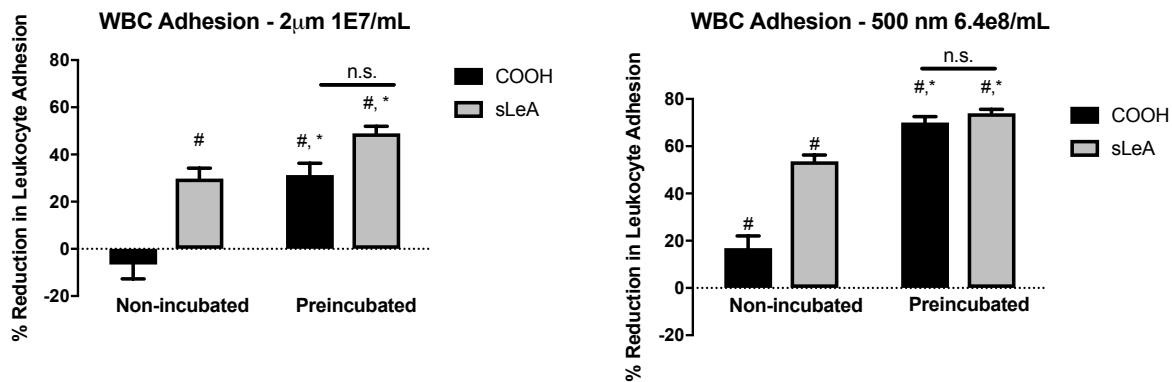 WBC Adhesion - 2μm 1E7/mL
% Reduction in Leukocyte Adhesion
80
60
40
20
0
-20
#
#, *
#, *
n.s.
Non-incubated
Preincubated
COOH
sLeA
WBC Adhesion - 500 nm 6.4e8/mL
% Reduction in Leukocyte Adhesion
80
60
40
20
0
-20
#
#
#,*
#,*
n.s.
Non-incubated
Preincubated
COOH
sLeA